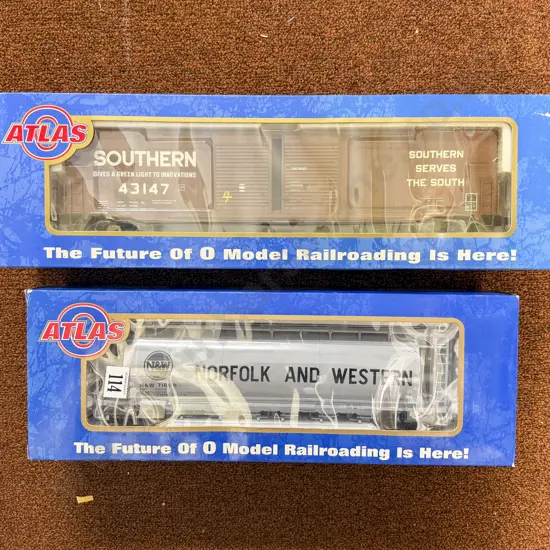 ATLAS
SOUTHERN
GIVES A GREEN LIGHT TO INNOVATIONS
43147
SOUTHERN
SERVES
THE SOUTH
The Future Of O Model Railroading Is Here!
ATLAS
N&W
N&W
114
NORFOLK AND WESTERN
The Future Of O Model Railroading Is Here!